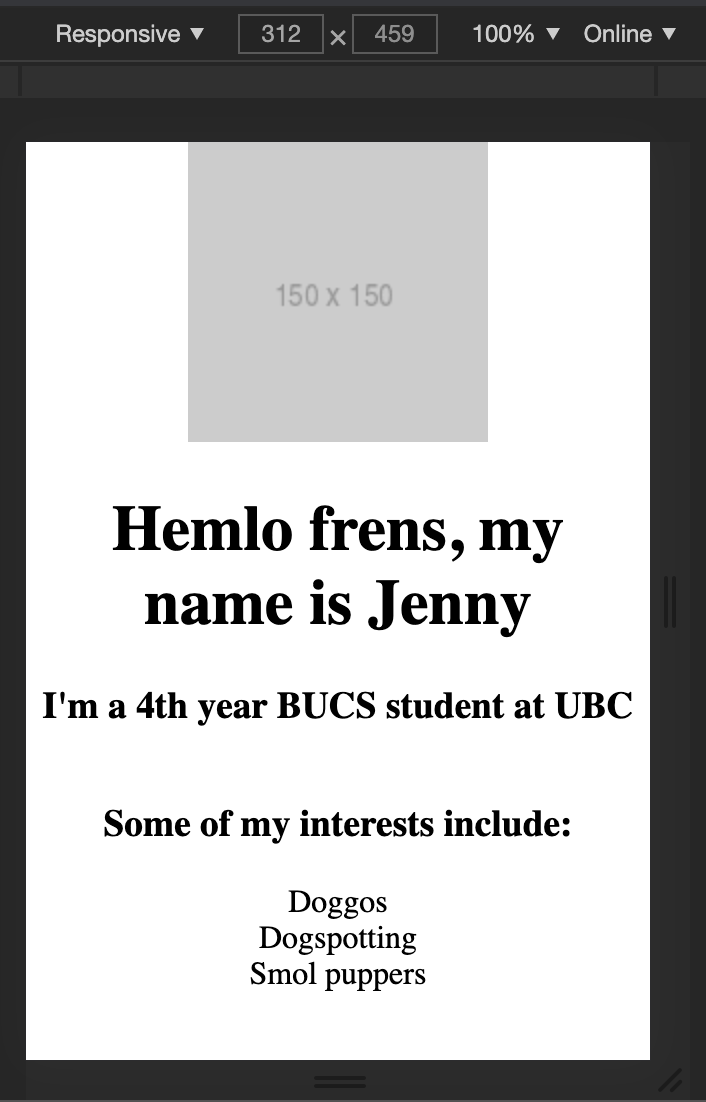 Responsive ▼ 312 × 459 100% ▼ Online ▼
150 x 150
Hemlo frens, my
name is Jenny
I'm a 4th year BUCS student at UBC
Some of my interests include:
Doggos
Dogspotting
Smol puppers